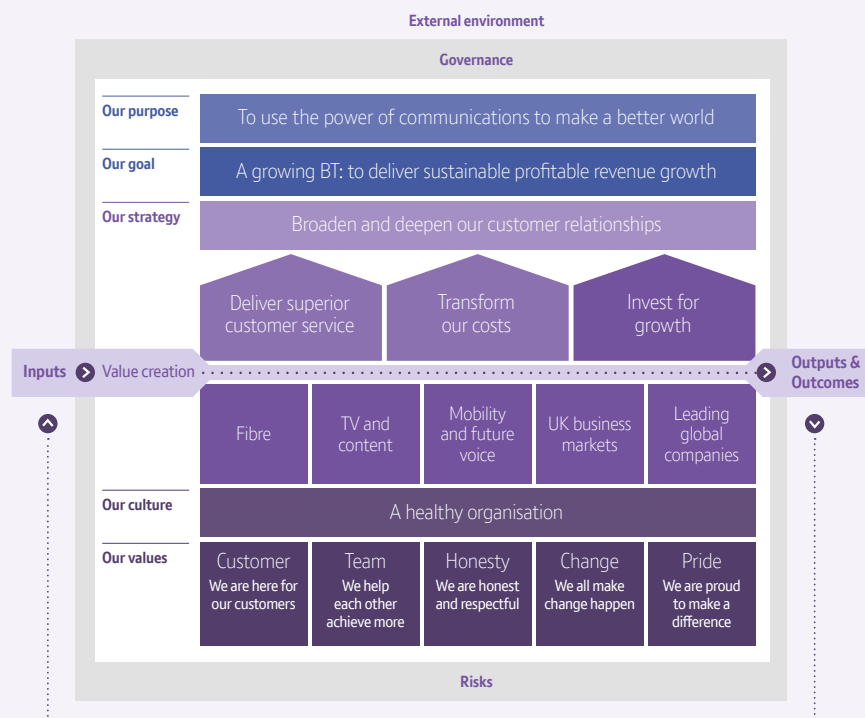 External environment
Governance
Our purpose
To use the power of communications to make a better world
Our goal
A growing BT: to deliver sustainable profitable revenue growth
Our strategy
Broaden and deepen our customer relationships
Deliver superior
customer service
Transform
our costs
Invest for
growth
Inputs
Value creation
Outputs &
Outcomes
Fibre
TV and
content
Mobility
and future
voice
UK business
markets
Leading
global
companies
Our culture
A healthy organisation
Our values
Customer
We are here for
our customers
Team
We help
each other
achieve more
Honesty
We are honest
and respectful
Change
We all make
change happen
Pride
We are proud
to make a
difference
Risks